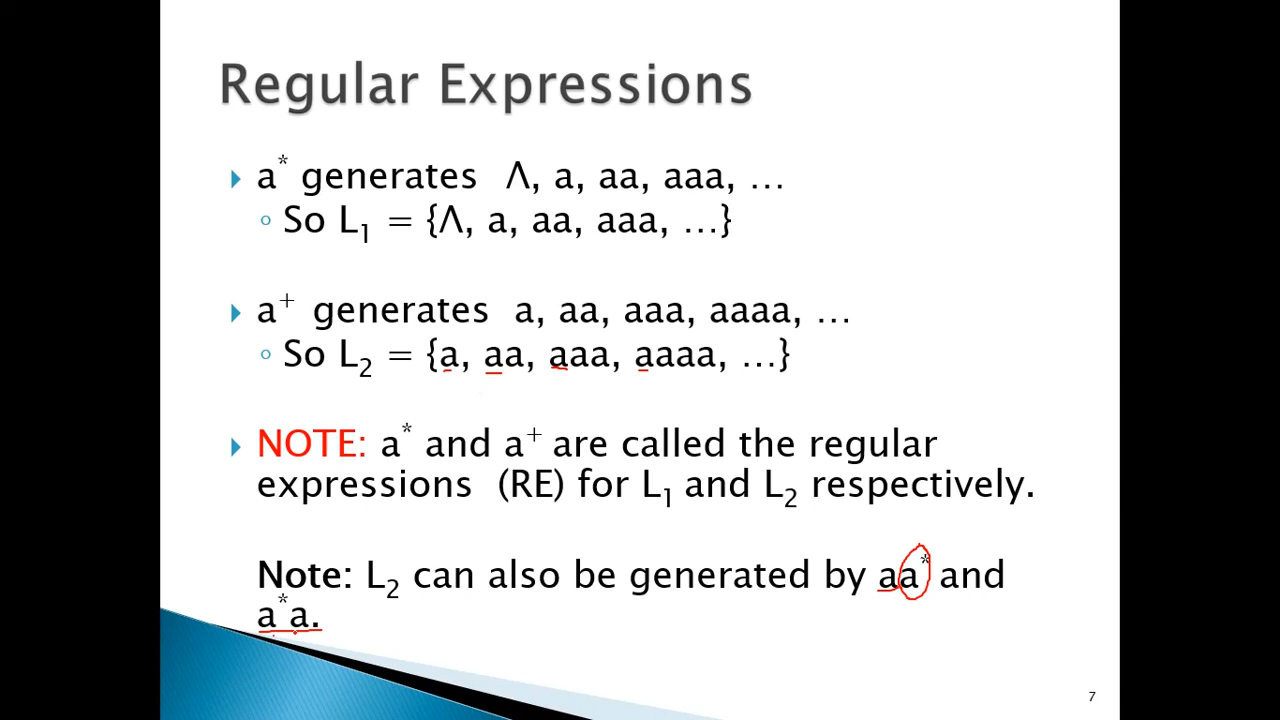 Regular Expressions
a* generates Λ, a, aa, aaa, …
So L₁ = {Λ, a, aa, aaa, …}
a⁺ generates a, aa, aaa, aaaa, …
So L₂ = {a, aa, aaa, aaaa, …}
NOTE: a* and a⁺ are called the regular
expressions (RE) for L₁ and L₂ respectively.
Note: L₂ can also be generated by aa* and
a*a.
7